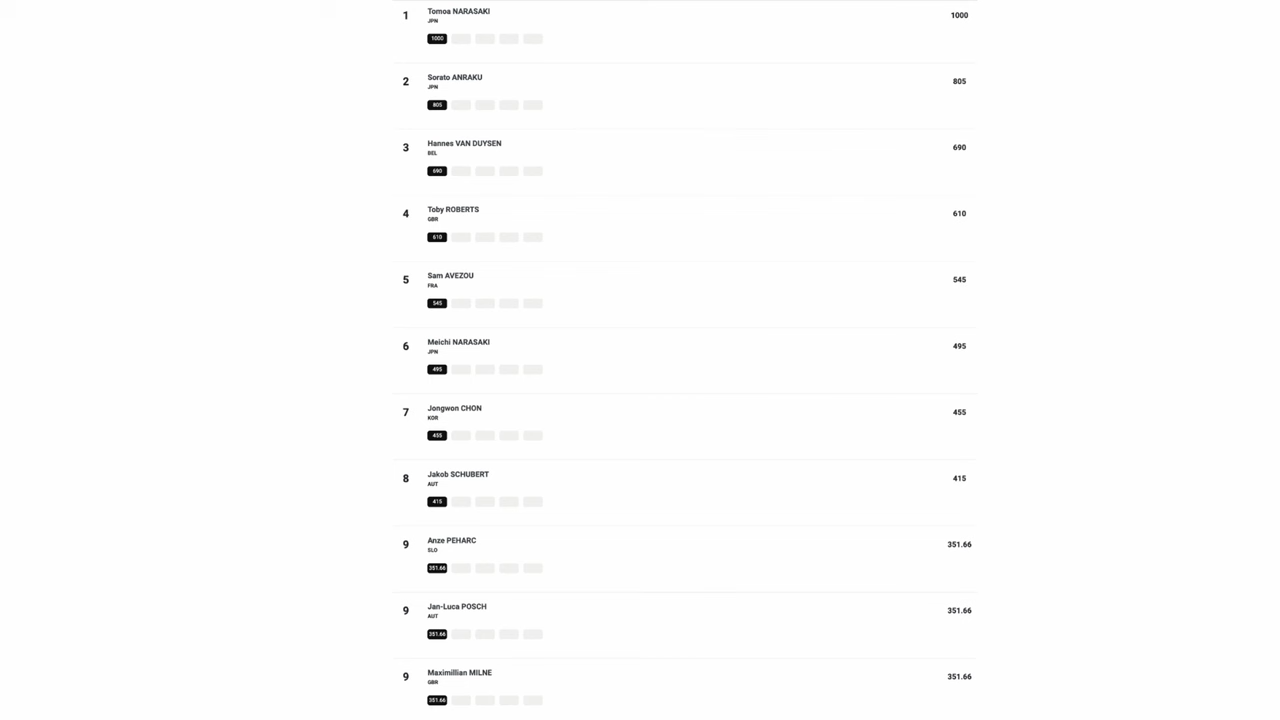 1 Tomoa NARASAKI 1000
JPN
1000
2 Sorato ANRAKU 805
JPN
805
3 Hannes VAN DUYSEN 690
BEL
690
4 Toby ROBERTS 610
GBR
610
5 Sam AVEZOU 545
FRA
545
6 Meichi NARASAKI 495
JPN
495
7 Jongwon CHON 455
KOR
455
8 Jakob SCHUBERT 415
AUT
415
9 Anze PEHARC 351.66
SLO
351.66
9 Jan-Luca POSCH 351.66
AUT
351.66
9 Maximillian MILNE 351.66
GBR
351.66